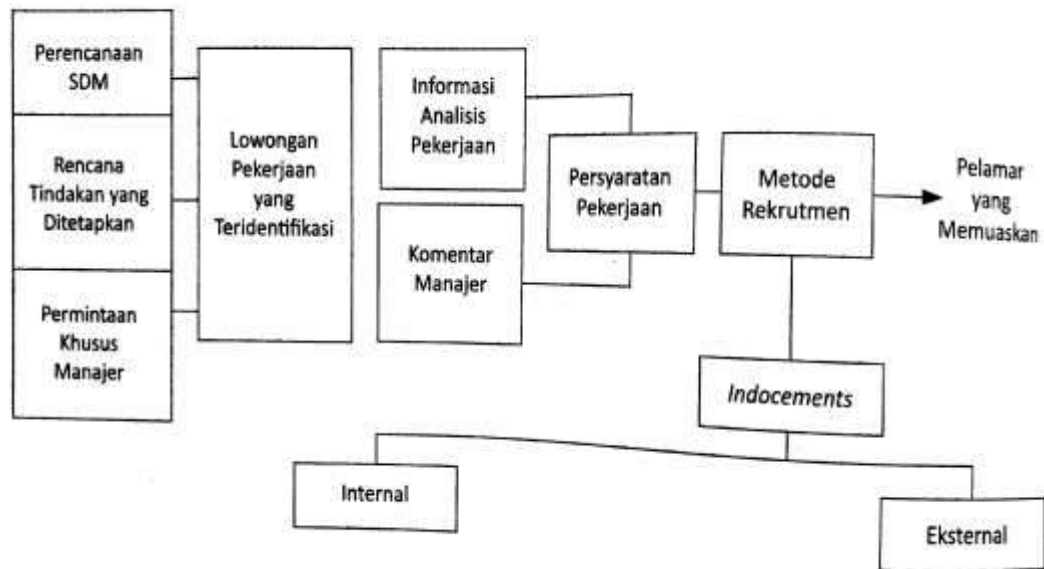 Perencanaan
SDM
Rencana
Tindakan yang
Ditetapkan
Permintaan
Khusus
Manajer
Lowongan
Pekerjaan
yang
Teridentifikasi
Informasi
Analisis
Pekerjaan
Komentar
Manajer
Persyaratan
Pekerjaan
Metode
Rekrutmen
Pelamar
yang
Memuaskan
Indocements
Internal
Eksternal